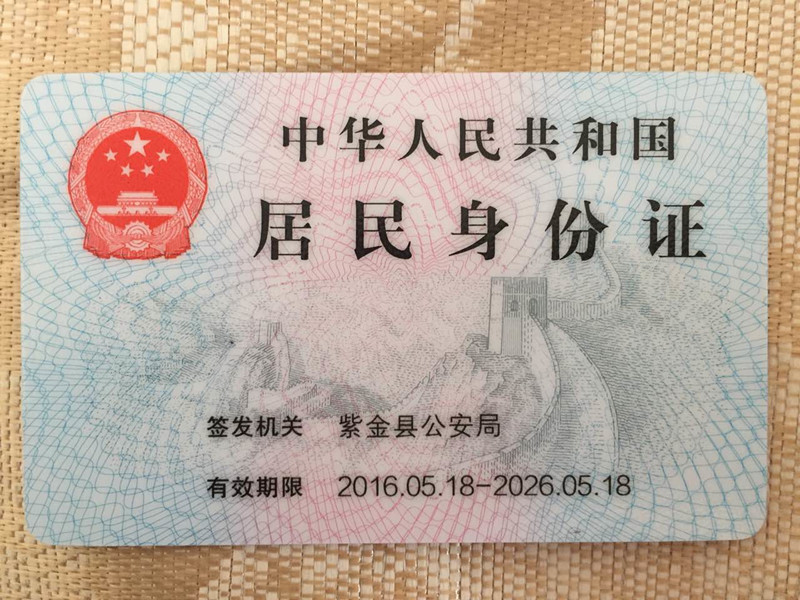 中华人民共和国
居民身份证
签发机关 紫金县公安局
有效期限 2016.05.18-2026.05.18